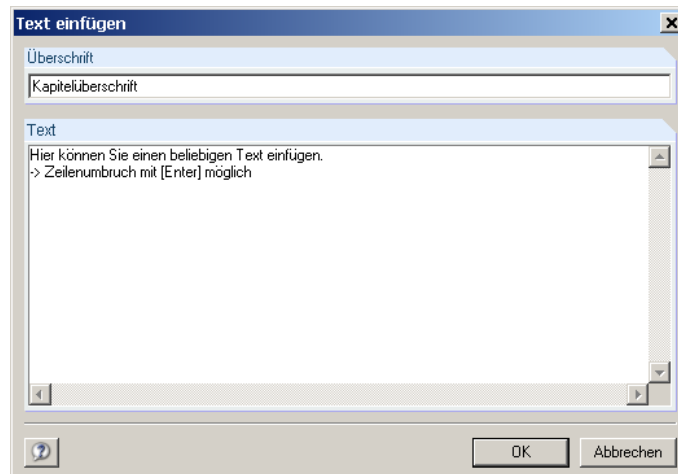 Text einfügen
Überschrift
Kapitelüberschrift
Text
Hier können Sie einen beliebigen Text einfügen.
-> Zeilenumbruch mit [Enter] möglich
OK
Abbrechen